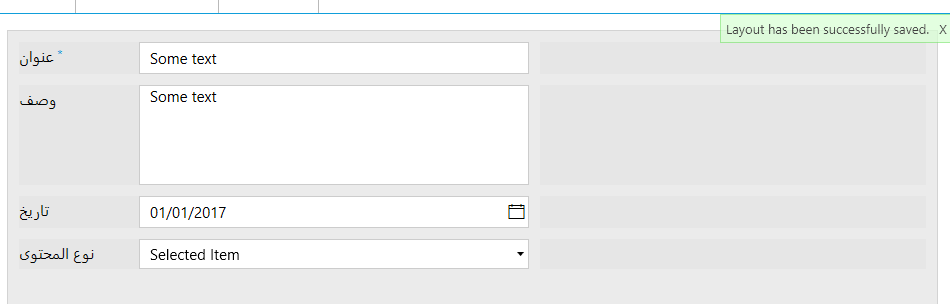 Layout has been successfully saved. X
عنوان *
Some text
وصف
Some text
تاريخ
01/01/2017
نوع المحتوى
Selected Item